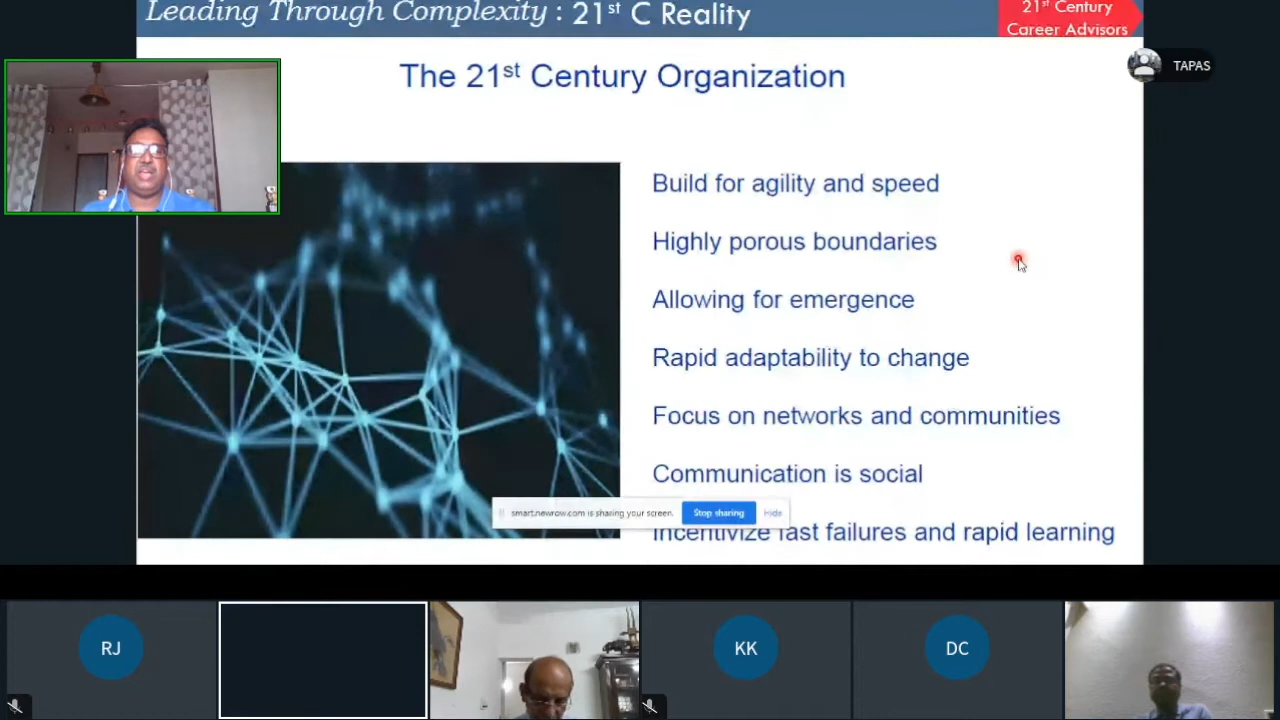 Leading Through Complexity : 21st C Reality
21st Century
Career Advisors
TAPAS
The 21st Century Organization
Build for agility and speed
Highly porous boundaries
Allowing for emergence
Rapid adaptability to change
Focus on networks and communities
Communication is social
smart.newrow.com is sharing your screen.
Stop sharing
Hide
Incentivize fast failures and rapid learning
RJ
KK
DC